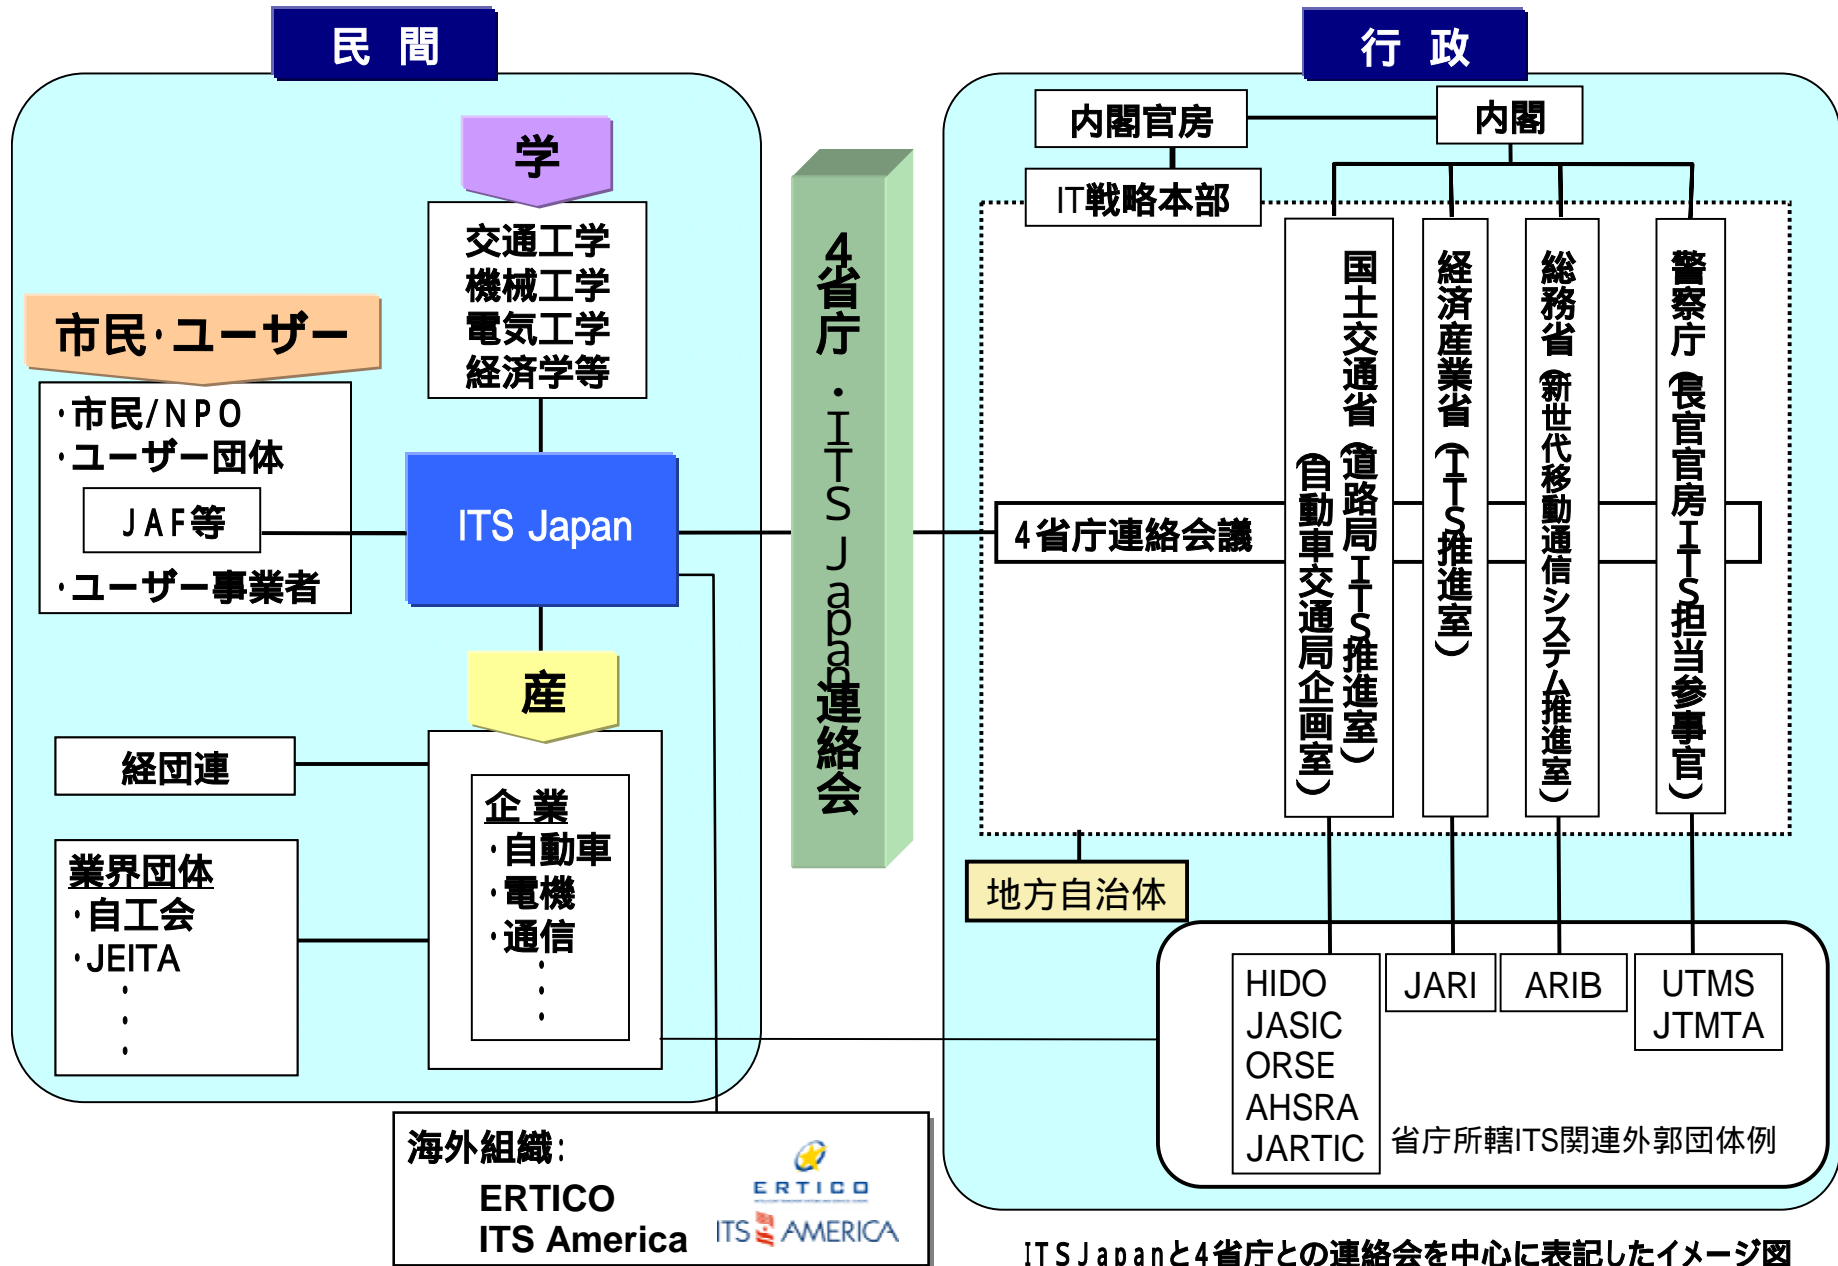 民 間
行 政
学
交通工学
機械工学
電気工学
経済学等
市民・ユーザー
・市民/NPO
・ユーザー団体
JAF等
・ユーザー事業者
ITS Japan
産
経団連
業界団体
・自工会
・JEITA
・
・
・
企 業
・自動車
・電機
・通信
・
・
・
海外組織:
ERTICO
ITS America
ERTICO
ITS AMERICA
4省庁・ITS Japan連絡会
内閣官房
内閣
IT戦略本部
4省庁連絡会議
国土交通省(道路局ITS推進室)
(自動車交通局企画室)
経済産業省(ITS推進室)
総務省(新世代移動通信システム推進室)
警察庁(長官官房ITS担当参事官)
地方自治体
HIDO
JASIC
ORSE
AHSRA
JARTIC
JARI
ARIB
UTMS
JTMTA
省庁所轄ITS関連外郭団体例
ITSJapanと4省庁との連絡会を中心に表記したイメージ図